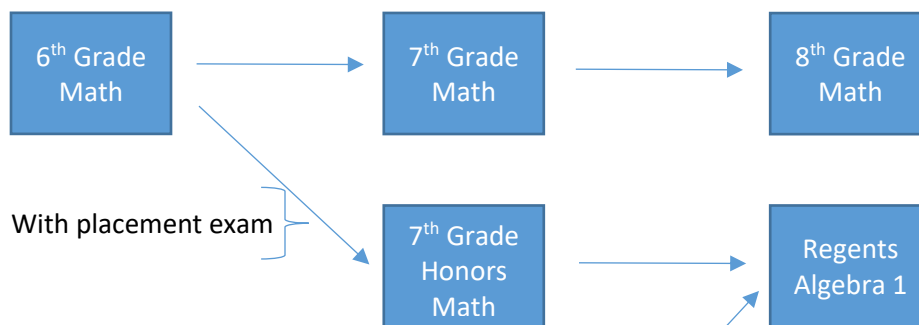 6th Grade
Math
7th Grade
Math
8th Grade
Math
With placement exam
7th Grade
Honors
Math
Regents
Algebra 1